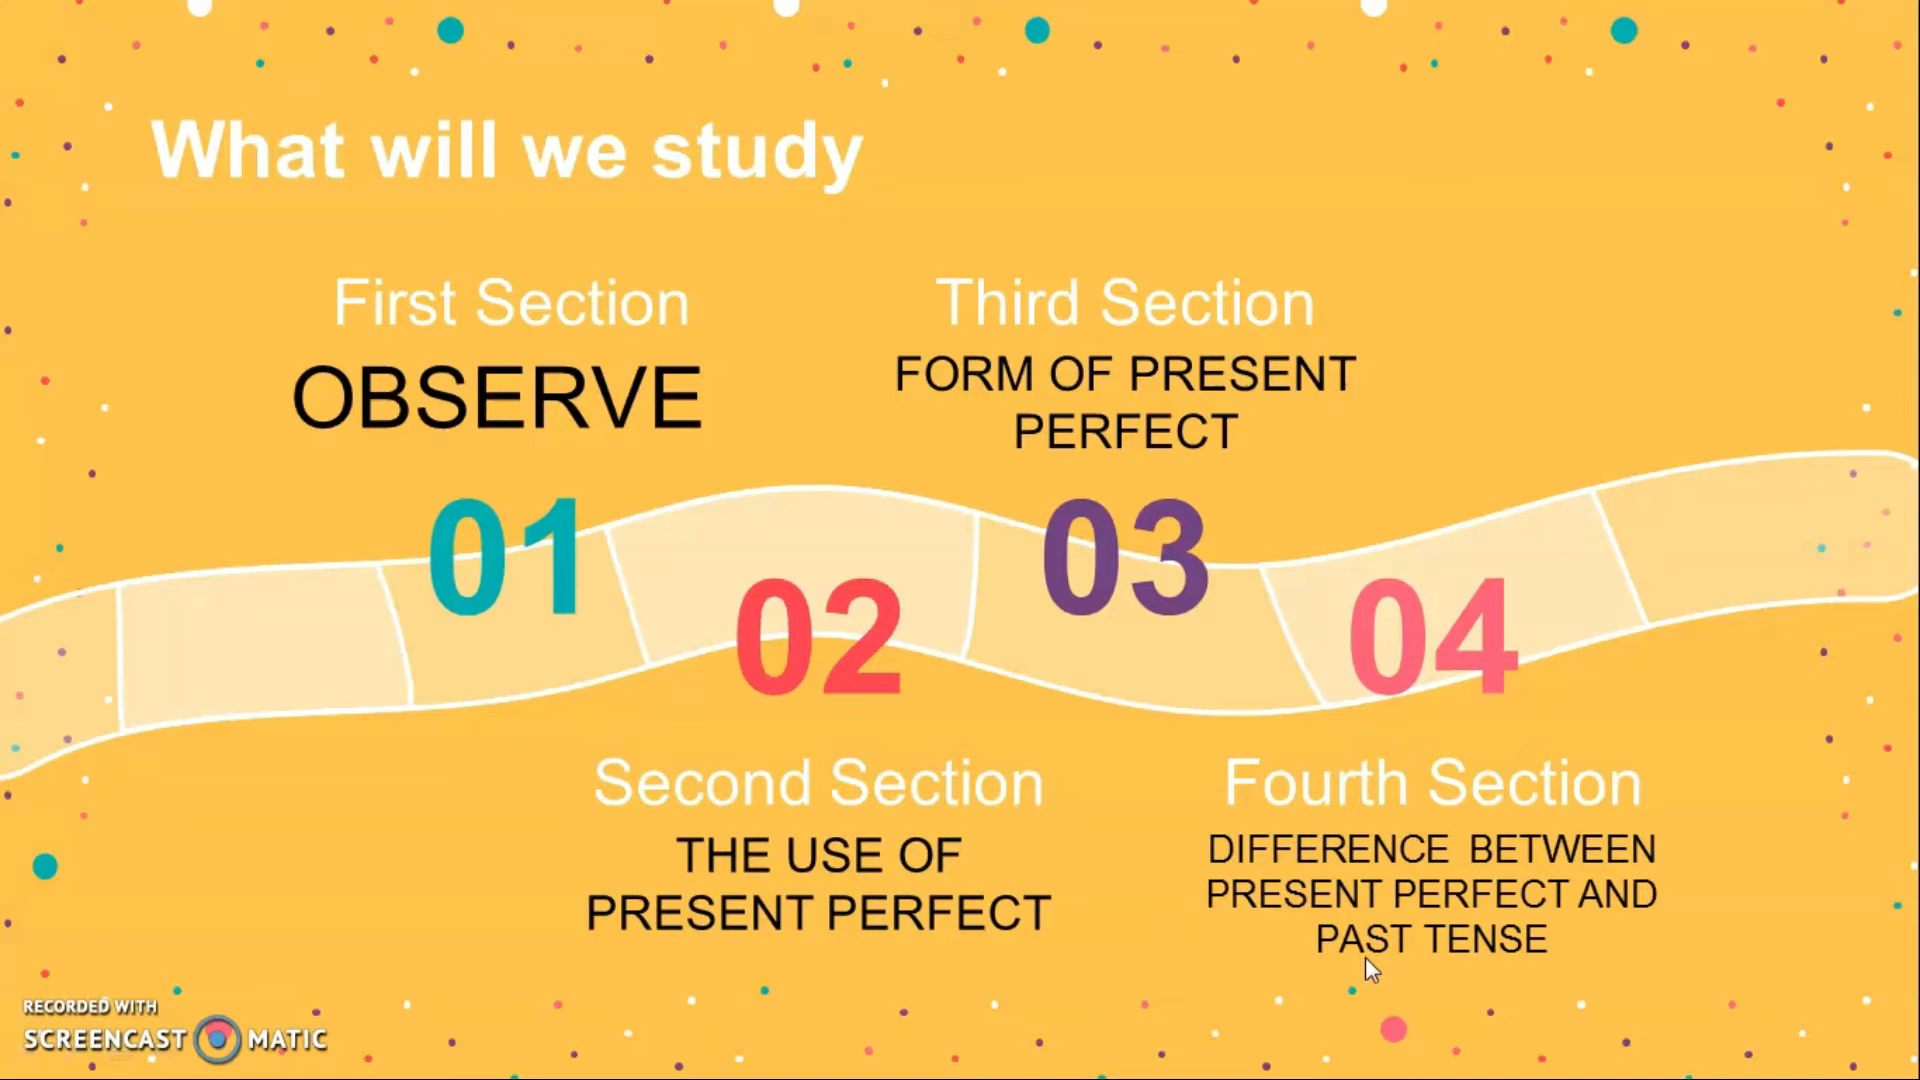 What will we study
First Section
OBSERVE
01
Second Section
THE USE OF
PRESENT PERFECT
02
Third Section
FORM OF PRESENT
PERFECT
03
Fourth Section
DIFFERENCE BETWEEN
PRESENT PERFECT AND
PAST TENSE
04
RECORDED WITH
SCREENCAST MATIC